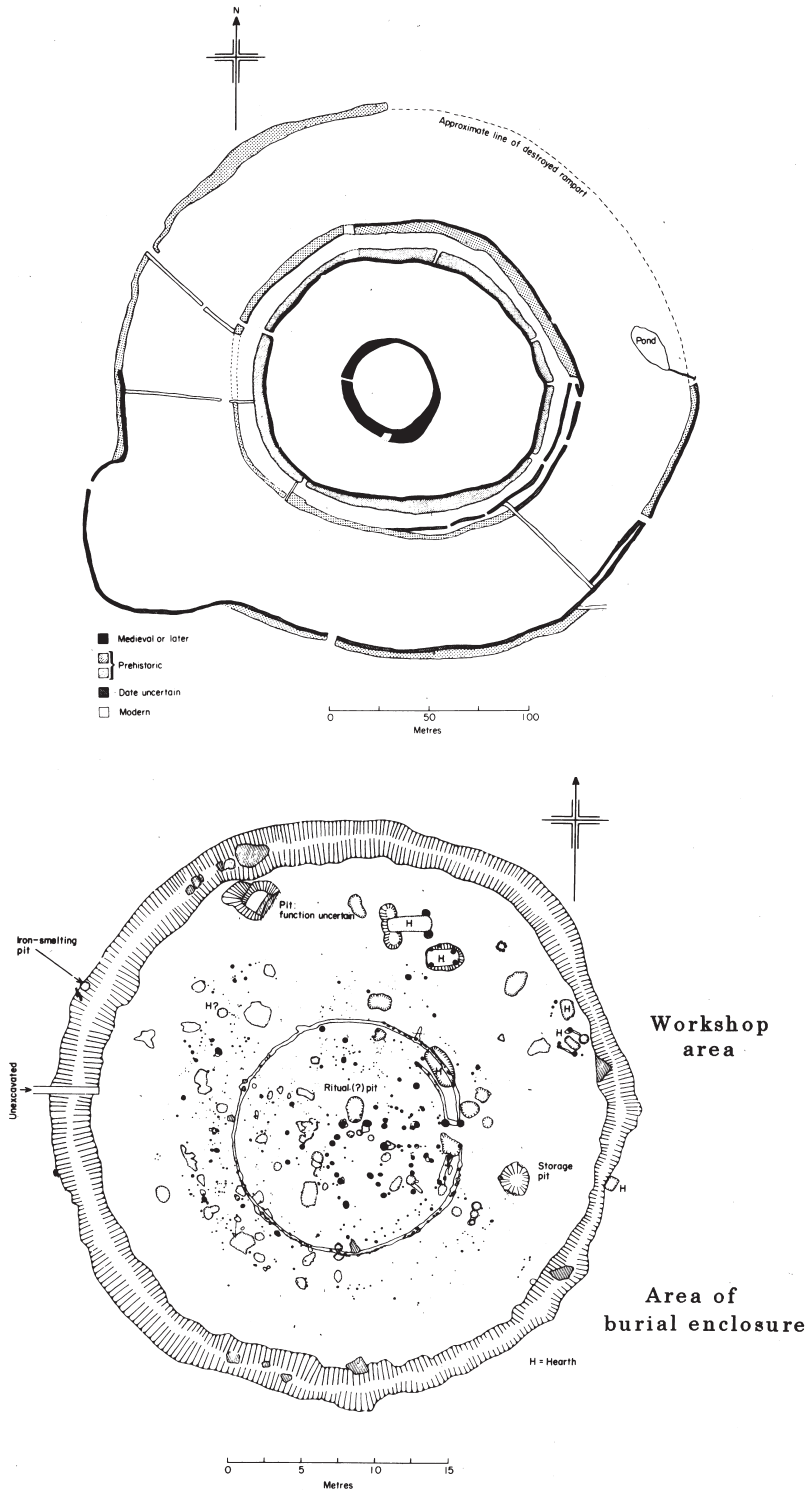 N
Approximate line of destroyed rampart
Pond
Medieval or later
Prehistoric
Date uncertain
Modern
0 50 100
Metres
Iron-smelting
pit
Pit:
function uncertain
H
H
H?
H
H
H
Workshop
area
Unexcavated
Ritual(?) pit
Storage
pit
H
Area of
burial enclosure
H = Hearth
0 5 10 15
Metres